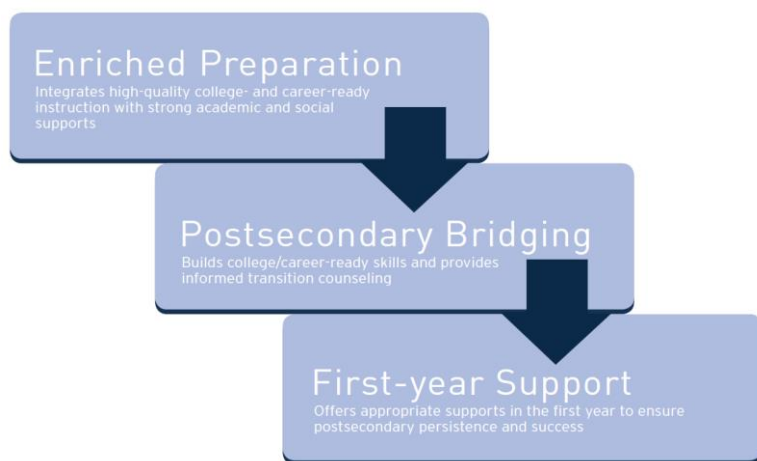 Enriched Preparation
Integrates high-quality college- and career-ready
instruction with strong academic and social
supports
Postsecondary Bridging
Builds college/career-ready skills and provides
informed transition counseling
First-year Support
Offers appropriate supports in the first year to ensure
postsecondary persistence and success